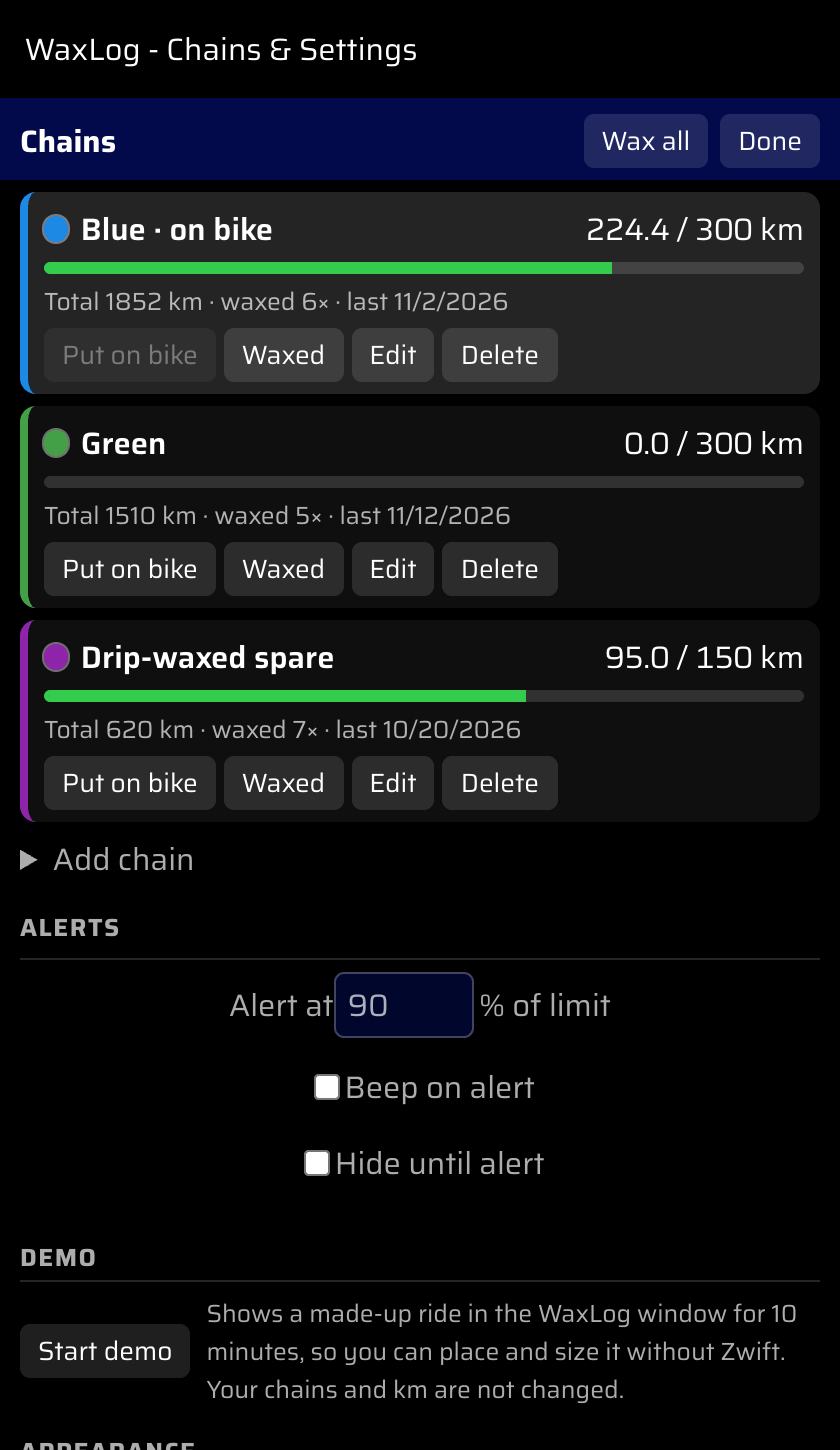 WaxLog - Chains & Settings
Chains Wax all Done
Blue · on bike 224.4 / 300 km
Total 1852 km · waxed 6× · last 11/2/2026
Put on bike Waxed Edit Delete
Green 0.0 / 300 km
Total 1510 km · waxed 5× · last 11/12/2026
Put on bike Waxed Edit Delete
Drip-waxed spare 95.0 / 150 km
Total 620 km · waxed 7× · last 10/20/2026
Put on bike Waxed Edit Delete
Add chain
ALERTS
Alert at 90 % of limit
Beep on alert
Hide until alert
DEMO
Start demo
Shows a made-up ride in the WaxLog window for 10
minutes, so you can place and size it without Zwift.
Your chains and km are not changed.
APPEARANCE